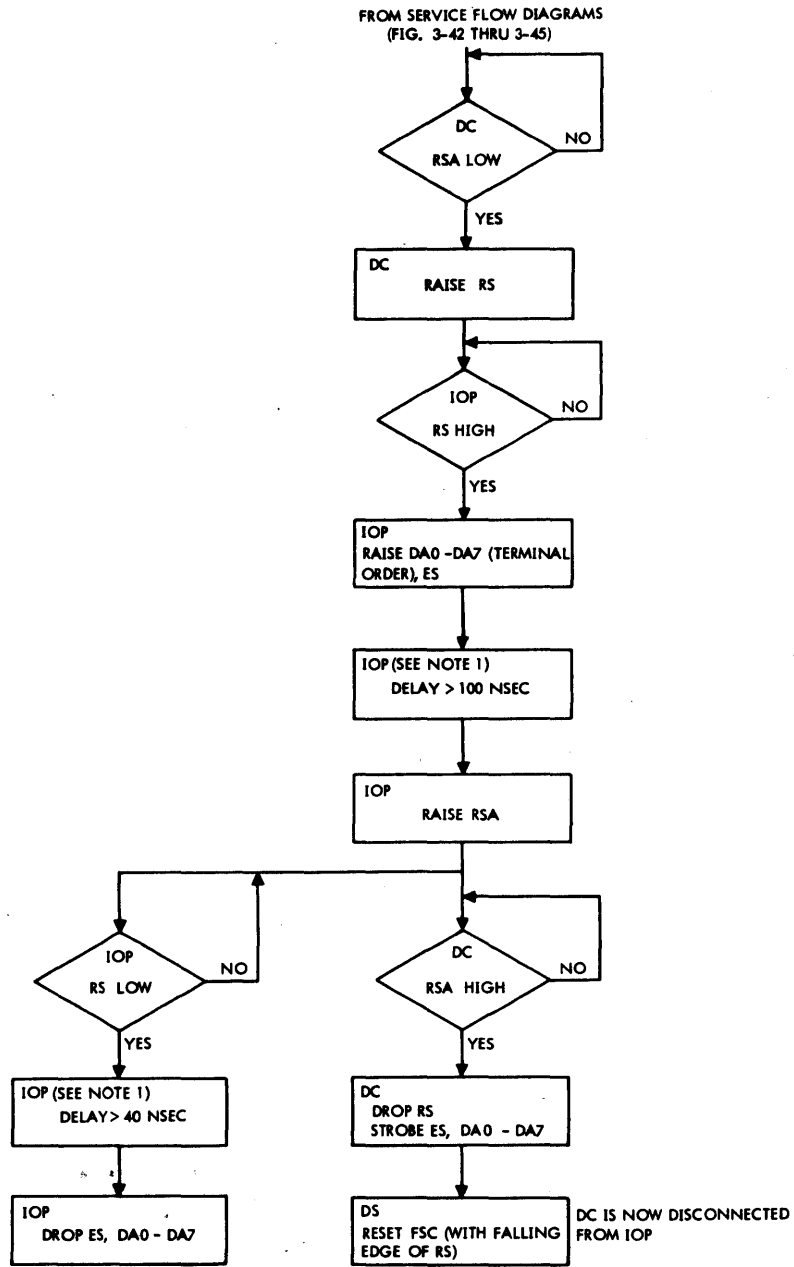 FROM SERVICE FLOW DIAGRAMS
(FIG. 3-42 THRU 3-45)
DC
RSA LOW
NO
YES
DC
RAISE RS
IOP
RS HIGH
NO
YES
IOP
RAISE DA0-DA7 (TERMINAL
ORDER), ES
IOP (SEE NOTE 1)
DELAY > 100 NSEC
IOP
RAISE RSA
IOP
RS LOW
NO
YES
IOP (SEE NOTE 1)
DELAY > 40 NSEC
IOP
DROP ES, DA0 - DA7
DC
RSA HIGH
NO
YES
DC
DROP RS
STROBE ES, DA0 - DA7
DS
RESET FSC (WITH FALLING
EDGE OF RS)
DC IS NOW DISCONNECTED
FROM IOP